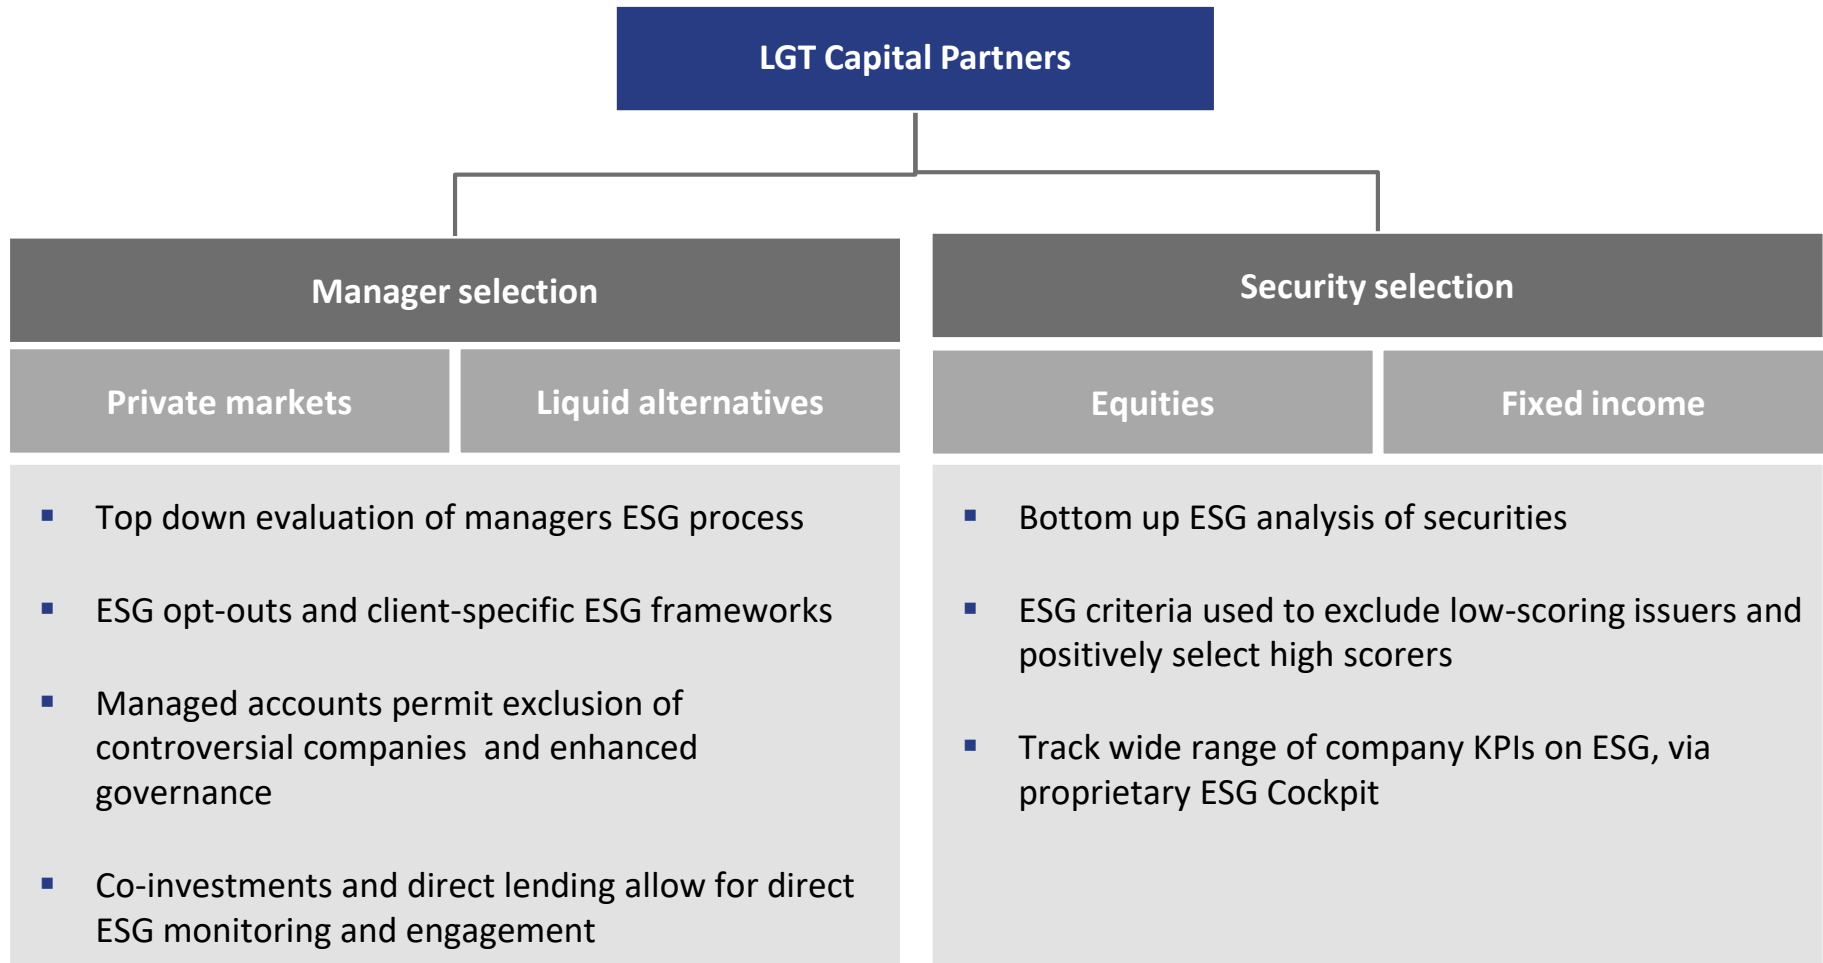 LGT Capital Partners
Manager selection
Private markets
Liquid alternatives
▪ Top down evaluation of managers ESG process
▪ ESG opt-outs and client-specific ESG frameworks
▪ Managed accounts permit exclusion of
controversial companies  and enhanced
governance
▪ Co-investments and direct lending allow for direct
ESG monitoring and engagement
Security selection
Equities
Fixed income
▪ Bottom up ESG analysis of securities
▪ ESG criteria used to exclude low-scoring issuers and
positively select high scorers
▪ Track wide range of company KPIs on ESG, via
proprietary ESG Cockpit